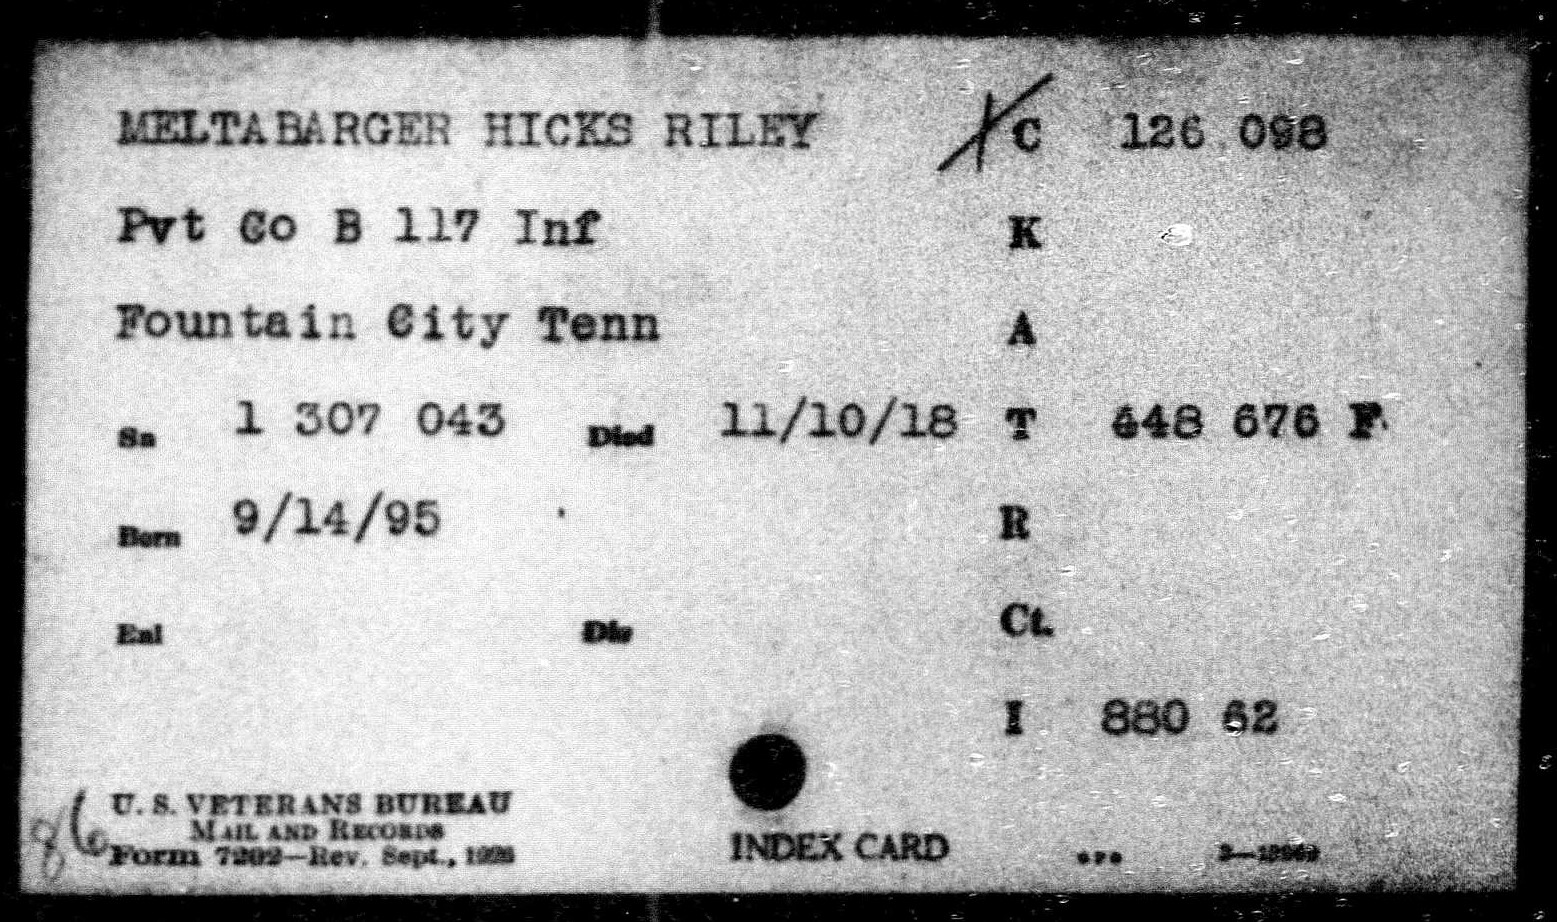 MELTABARGER HICKS RILEY C 126 098
Pvt Co B 117 Inf K
Fountain City Tenn A
Sn 1 307 043 Died 11/10/18 T 648 676 F
Born 9/14/95 R
Enl Dis Ct.
I 880 62
86
U. S. VETERANS BUREAU
MAIL AND RECORDS
Form 7202—Rev. Sept.,
INDEX CARD